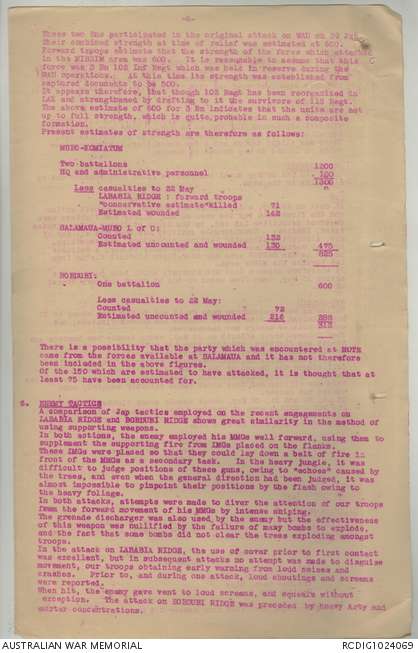 -4-
These two Bns participated in the original attack on WAU on 29 Jan.
Their combined strength at time of relief was estimated at 600.
Forward troops estimate that the strength of the force which attacked
in the MISSIM area was 600. It is reasonable to assume that this
force was 3 Bn 102 Inf Regt which was held in reserve during the
WAU operations. At this time its strength was established from
captured documents to be 500.
It appears therefore, that though 102 Regt has been reorganised in
LAE and strengthened by drafting to it the survivors of 115 Regt.
The above estimate of 600 for 3 Bn indicates that the units are not
up to full strength, which is quite probable in such a composite
formation.
Present estimates of strength are therefore as follows:
MUBO-KOMIATUM
Two battalions 1200
HQ and administrative personnel 100
1300
Less casualties to 22 May
LABABIA RIDGE : forward troops
"conservative estimate" killed 71
Estimated wounded 142
SALAMAUA-MUBO L of C:
Counted 132
Estimated uncounted and wounded 130 475
825
BOBDUBI:
One battalion 600
Less casualties to 22 May:
Counted 72
Estimated uncounted and wounded 216 288
312
There is a possibility that the party which was encountered at HOTE
came from the forces available at SALAMAUA and it has not therefore
been included in the above figures.
Of the 150 which are estimated to have attacked, it is thought that at
least 75 have been accounted for.
ENEMY TACTICS
A comparison of Jap tactics employed on the recent engagements on
LABABIA RIDGE and BOBDUBI RIDGE shows great similarity in the method of
using supporting weapons.
In both actions, the enemy employed his MMGs well forward, using them to
supplement the supporting fire from LMGs placed on the flanks.
These LMGs were placed so that they could lay down a belt of fire in
front of the MMGs as a secondary task. In the heavy jungle, it was
difficult to judge positions of these guns, owing to "echoes" caused by
the trees, and even when the general direction had been judged, it was
almost impossible to pinpoint their positions by the flash owing to
the heavy foliage.
In both attacks, attempts were made to diver the attention of our troops
from the forward movement of his MMGs by intense sniping.
The grenade discharger was also used by the enemy but the effectiveness
of this weapon was nullified by the failure of many bombs to explode,
and the fact that some bombs did not clear the trees exploding amongst
troops.
In the attack on LABABIA RIDGE, the use of cover prior to first contact
was excellent, but in subsequent attacks no attempt was made to disguise
movement, our troops obtaining early warning from loud noises and
crashes. Prior to, and during one attack, loud shoutings and screams
were reported.
When hit, the enemy gave vent to loud screams, and squeals without
exception. The attack on BOBDUBI RIDGE was preceded by heavy Arty and
mortar concentrations.
AUSTRALIAN WAR MEMORIAL
RCDIG1024069